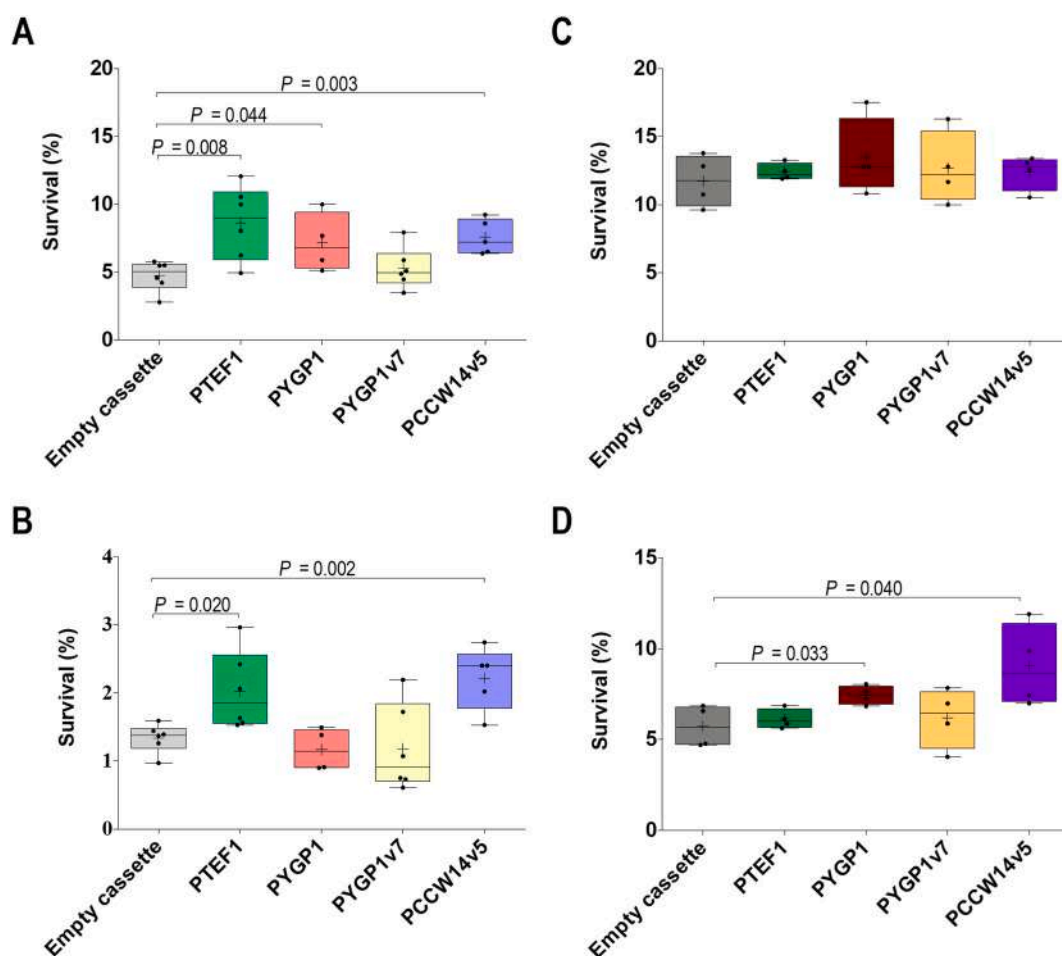 A
Survival (%)
20
15
10
5
0
P = 0.003
P = 0.044
P = 0.008
Empty cassette
PTEF1
PYGP1
PYGP1v7
PCCW14v5
C
Survival (%)
20
15
10
5
0
Empty cassette
PTEF1
PYGP1
PYGP1v7
PCCW14v5
B
Survival (%)
4
3
2
1
0
P = 0.002
P = 0.020
Empty cassette
PTEF1
PYGP1
PYGP1v7
PCCW14v5
D
Survival (%)
15
10
5
0
P = 0.040
P = 0.033
Empty cassette
PTEF1
PYGP1
PYGP1v7
PCCW14v5